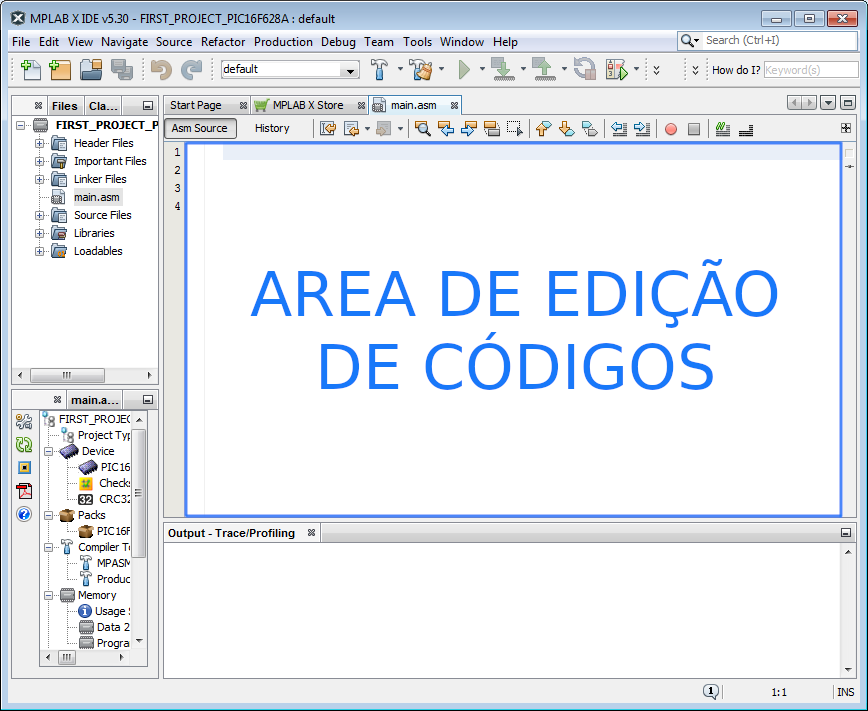 MPLAB X IDE v5.30 - FIRST_PROJECT_PIC16F628A : default
File Edit View Navigate Source Refactor Production Debug Team Tools Window Help
Search (Ctrl+I)
default
How do I? Keyword(s)
Files Cla...
FIRST_PROJECT_P
Header Files
Important Files
Linker Files
main.asm
Source Files
Libraries
Loadables
Start Page MPLAB X Store main.asm
Asm Source History
1
2
3
4
AREA DE EDIÇÃO
DE CÓDIGOS
main.a...
FIRST_PROJEC
Project Typ
Device
PIC16
Checks
32 CRC32
Packs
PIC16F
Compiler To
MPASM
Produc
Memory
Usage S
Data 2
Progra
Output - Trace/Profiling
1 1:1 INS